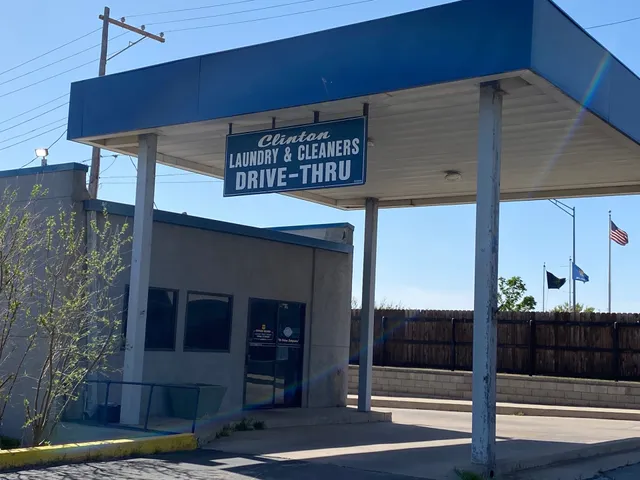 Clinton
LAUNDRY & CLEANERS
DRIVE-THRU